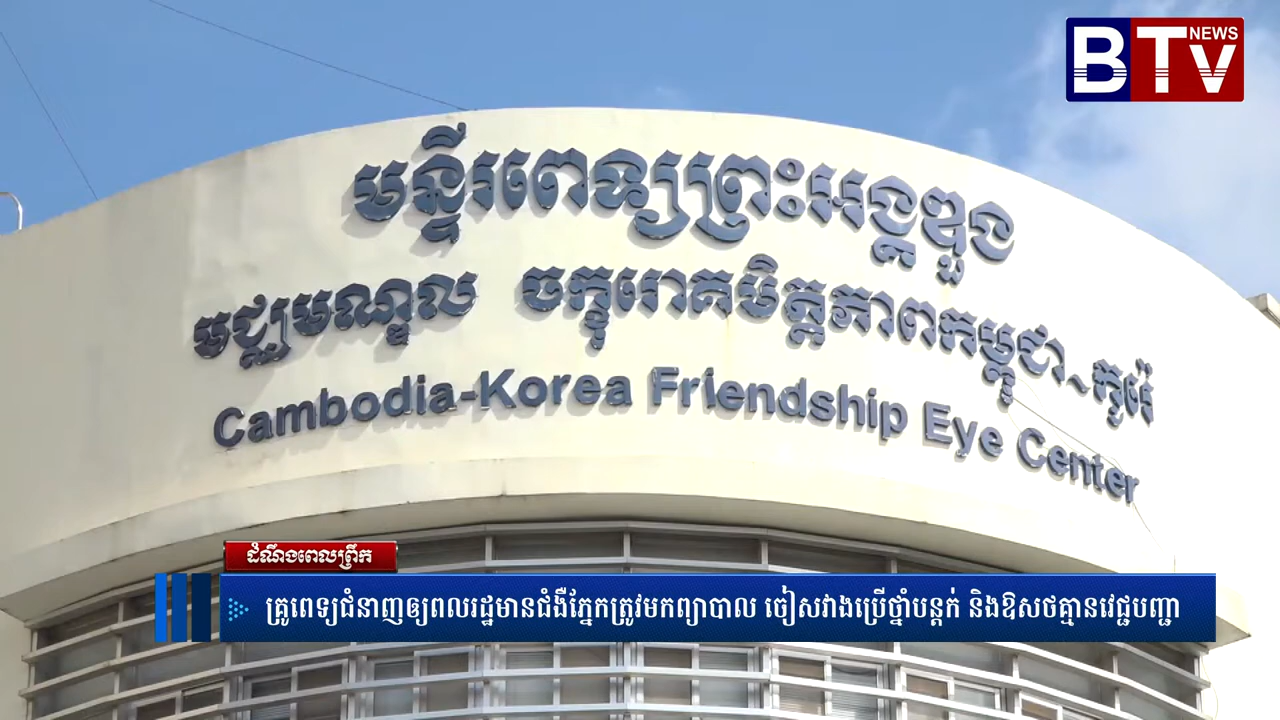 BTV NEWS
មន្ទីរពេទ្យព្រះអង្គឌួង
មជ្ឈមណ្ឌល ចក្ខុរោគមិត្តភាពកម្ពុជា~កូរ៉េ
Cambodia-Korea Friendship Eye Center
ដំណឹងពេលព្រឹក
គ្រូពេទ្យជំនាញឲ្យពលរដ្ឋមានជំងឺភ្នែកត្រូវមកព្យាបាល ចៀសវាងប្រើថ្នាំបន្តក់ និងឱសថគ្មានវេជ្ជបញ្ជា